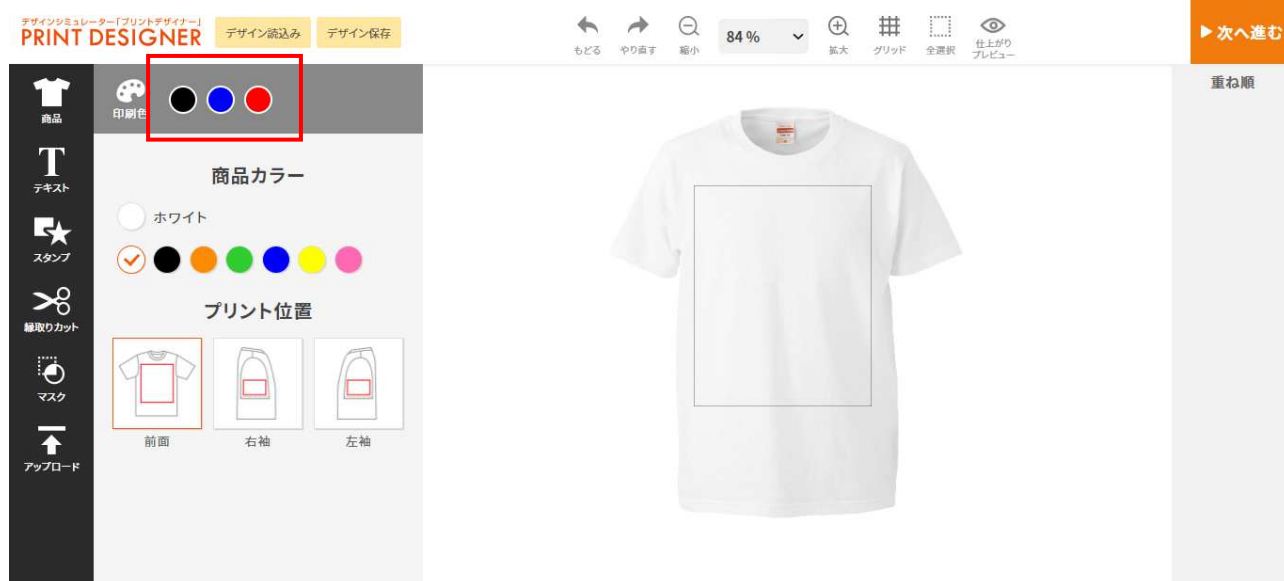 デザインシミュレーター「プリントデザイナー」
PRINT DESIGNER
デザイン読込み
デザイン保存
もどる
やり直す
縮小
84 %
拡大
グリッド
全選択
仕上がり
プレビュー
▶次へ進む
商品
テキスト
スタンプ
縁取りカット
マスク
アップロード
印刷色
商品カラー
ホワイト
プリント位置
前面
右袖
左袖
重ね順